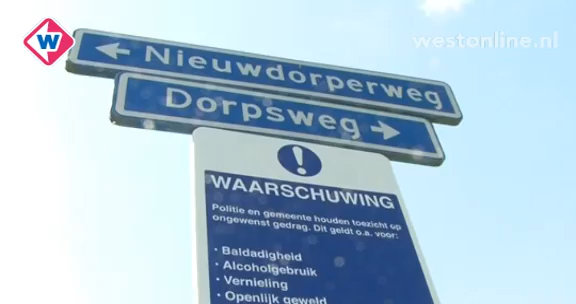 W
westonline.nl
← Nieuwdorperweg
Dorpsweg →
!
WAARSCHUWING
Politie en gemeente houden toezicht op
ongewenst gedrag. Dit geldt o.a. voor:
· Baldadigheid
· Alcoholgebruik
· Vernieling
· Openlijk geweld